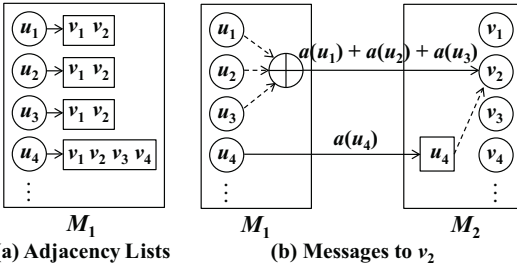 u1 v1 v2
u2 v1 v2
u3 v1 v2
u4 v1 v2 v3 v4
⋮
M1
(a) Adjacency Lists
u1
u2
u3
u4
⋮
M1
a(u1) + a(u2) + a(u3)
a(u4)
u4
v1
v2
v3
v4
⋮
M2
(b) Messages to v2